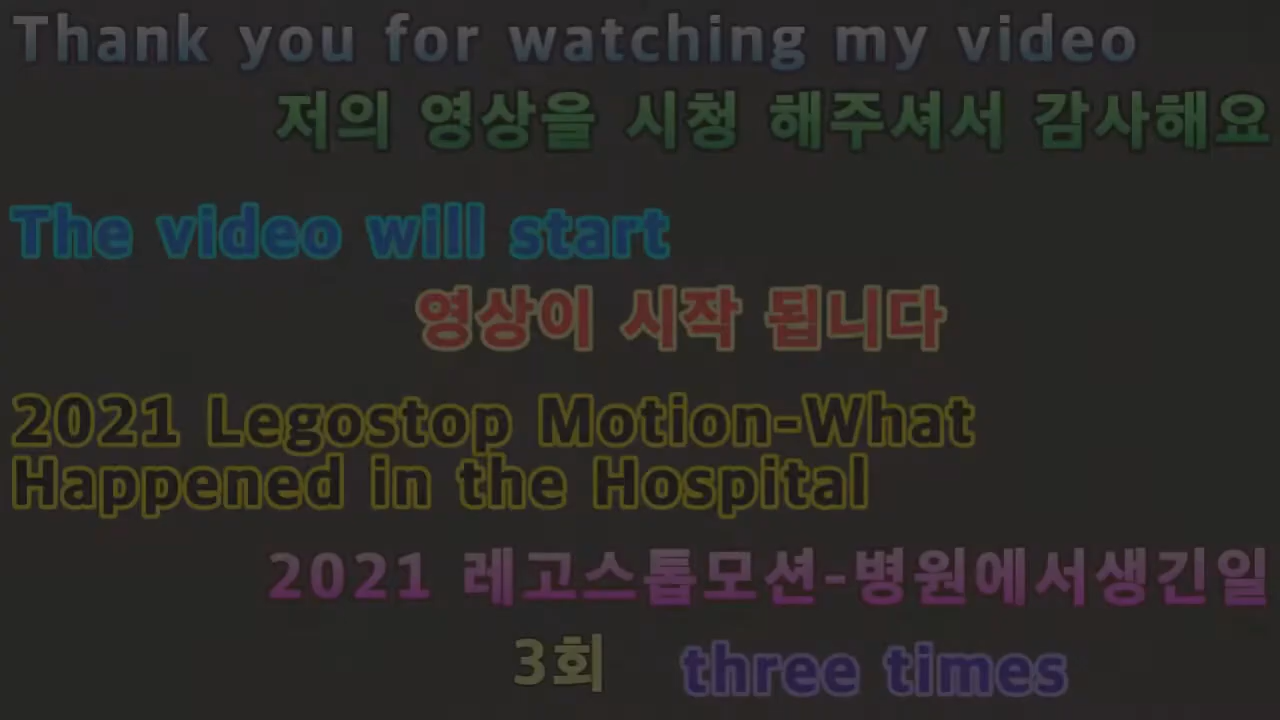 Thank you for watching my video
저의 영상을 시청 해주셔서 감사해요
The video will start
영상이 시작 됩니다
2021 Legostop Motion-What
Happened in the Hospital
2021 레고스톱모션-병원에서생긴일
3회 three times